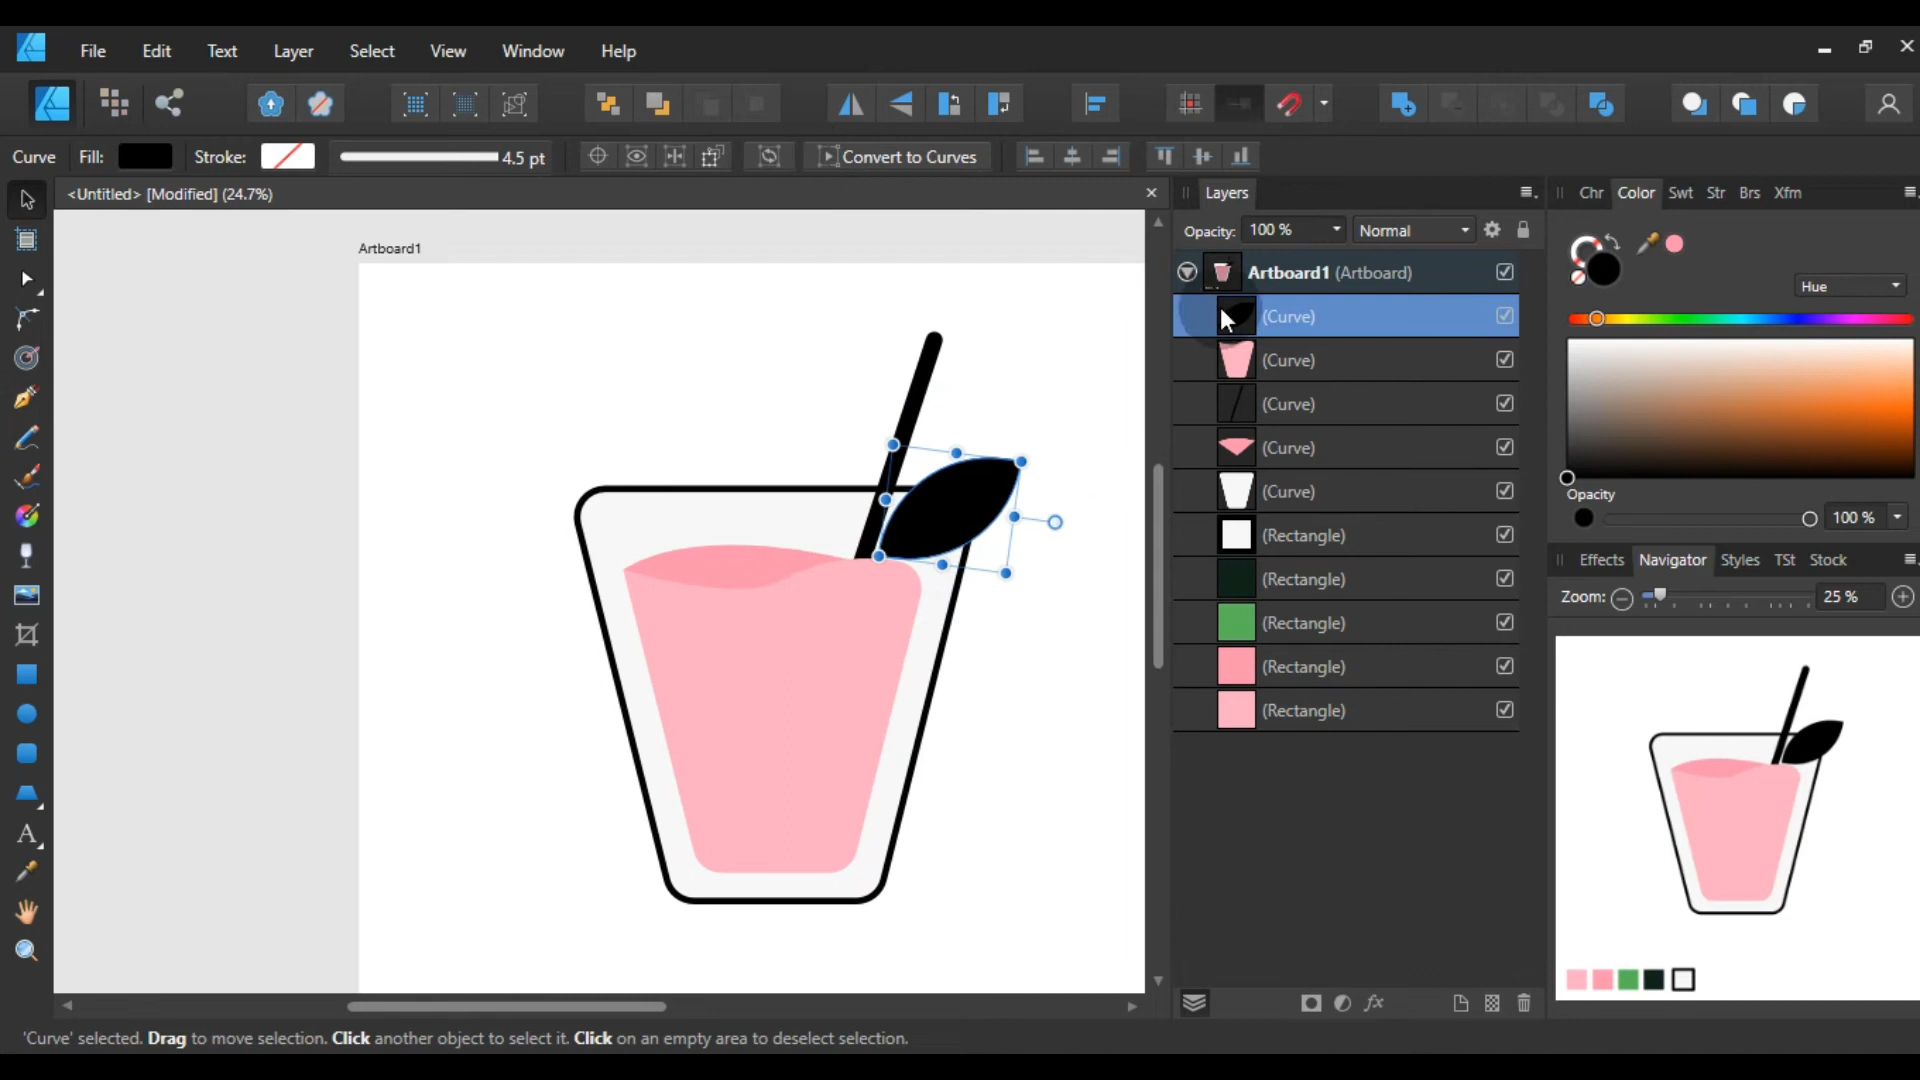 File Edit Text Layer Select View Window Help
Curve Fill: Stroke: 4.5 pt Convert to Curves
<Untitled> [Modified] (24.7%)
Layers
Chr Color Swt Str Brs Xfm
Opacity: 100 % Normal
Artboard1
Artboard1 (Artboard)
Hue
(Curve)
(Curve)
(Curve)
(Curve)
(Curve)
Opacity
100 %
(Rectangle)
Effects Navigator Styles TSt Stock
(Rectangle)
Zoom: 25 %
(Rectangle)
(Rectangle)
(Rectangle)
fx
'Curve' selected. Drag to move selection. Click another object to select it. Click on an empty area to deselect selection.